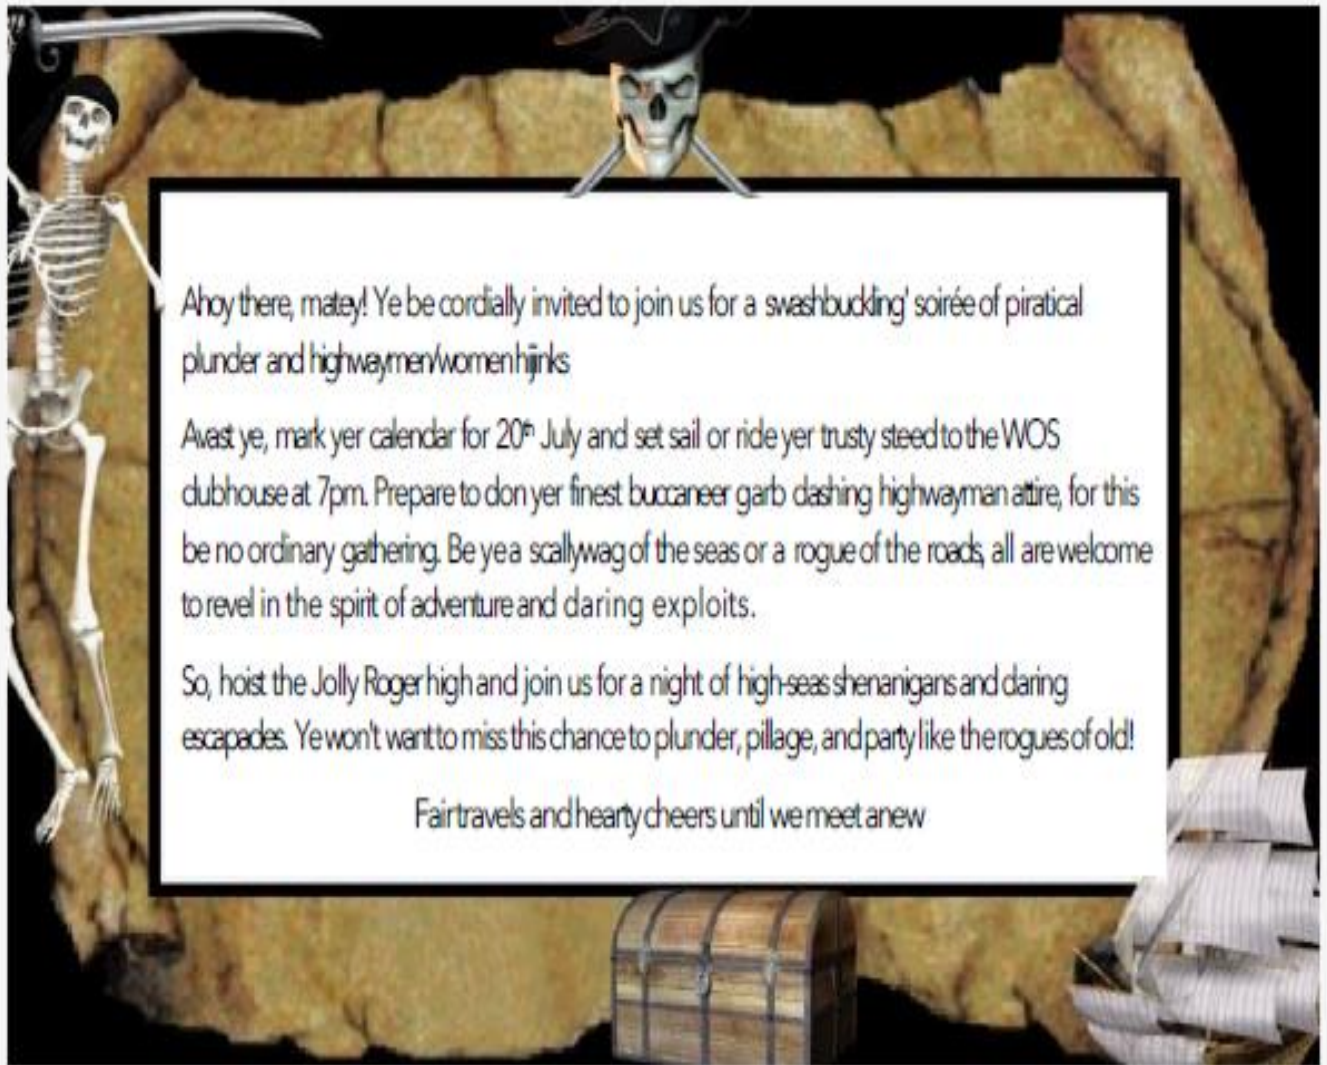 Ahoy there, matey! Ye be cordially invited to join us for a swashbuckling' soirée of piratical
plunder and highwaymen/women hijinks
Avast ye, mark yer calendar for 20th July and set sail or ride yer trusty steed to the WOS
clubhouse at 7pm. Prepare to don yer finest buccaneer garb dashing highwayman attire, for this
be no ordinary gathering. Be ye a scallywag of the seas or a rogue of the roads, all are welcome
to revel in the spirit of adventure and daring exploits.
So, hoist the Jolly Roger high and join us for a night of high-seas shenanigans and daring
escapades. Ye won't want to miss this chance to plunder, pillage, and party like the rogues of old!
Fair travels and hearty cheers until we meet anew